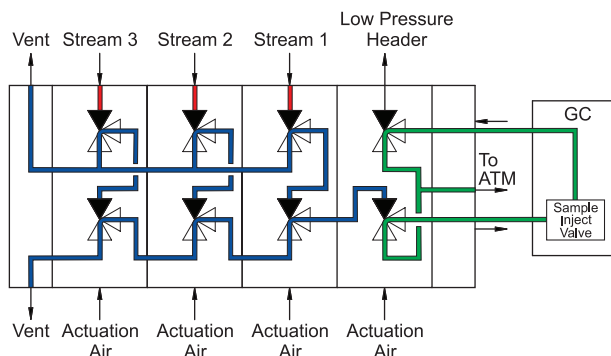 Vent
Stream 3
Stream 2
Stream 1
Low Pressure
Header
GC
To
ATM
Sample
Inject
Valve
Vent
Actuation
Air
Actuation
Air
Actuation
Air
Actuation
Air